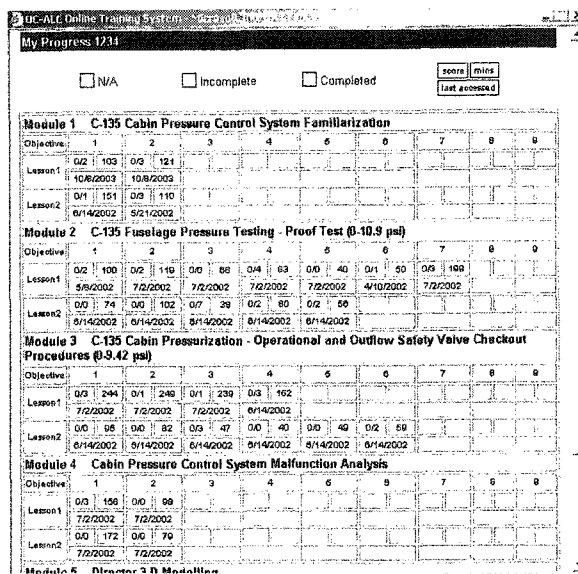 UC-ALC Online Training System - Microsoft
My Progress 1234
N/A Incomplete Completed score mins
last accessed
Module 1 C-135 Cabin Pressure Control System Familiarization
Objective 1 2 3 4 5 6 7 8 9
Lesson1 0/2 103 0/3 121
10/8/2003 10/8/2003
Lesson2 0/1 151 0/3 110
6/14/2002 5/21/2002
Module 2 C-135 Fuselage Pressure Testing - Proof Test (0-10.9 psi)
Objective 1 2 3 4 5 6 7 8 9
Lesson1 0/2 100 0/2 119 0/0 88 0/4 63 0/0 40 0/1 50 0/3 199
5/8/2002 7/2/2002 7/2/2002 7/2/2002 7/2/2002 4/10/2002 7/2/2002
Lesson2 0/0 74 0/0 102 0/7 39 0/2 60 0/2 56
6/14/2002 6/14/2002 6/14/2002 6/14/2002 6/14/2002
Module 3 C-135 Cabin Pressurization - Operational and Outflow Safety Valve Checkout
Procedures (0-9.42 psi)
Objective 1 2 3 4 5 6 7 8 9
Lesson1 0/3 244 0/1 249 0/1 239 0/3 162
7/2/2002 7/2/2002 7/2/2002 6/14/2002
Lesson2 0/0 96 0/0 82 0/3 47 0/0 40 0/0 49 0/2 59
6/14/2002 6/14/2002 6/14/2002 6/14/2002 6/14/2002 6/14/2002
Module 4 Cabin Pressure Control System Malfunction Analysis
Objective 1 2 3 4 5 6 7 8 9
Lesson1 0/3 156 0/0 99
7/2/2002 7/2/2002
Lesson2 0/0 172 0/0 79
7/2/2002 7/2/2002
Module 5 Director 3-D Modelling